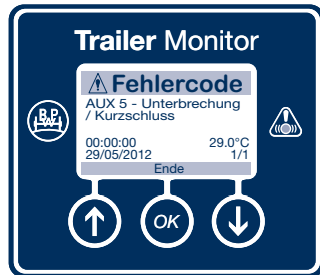 Trailer Monitor
Fehlercode
AUX 5 - Unterbrechung
/ Kurzschluss
00:00:00 29.0°C
29/05/2012 1/1
Ende
BPW
OK